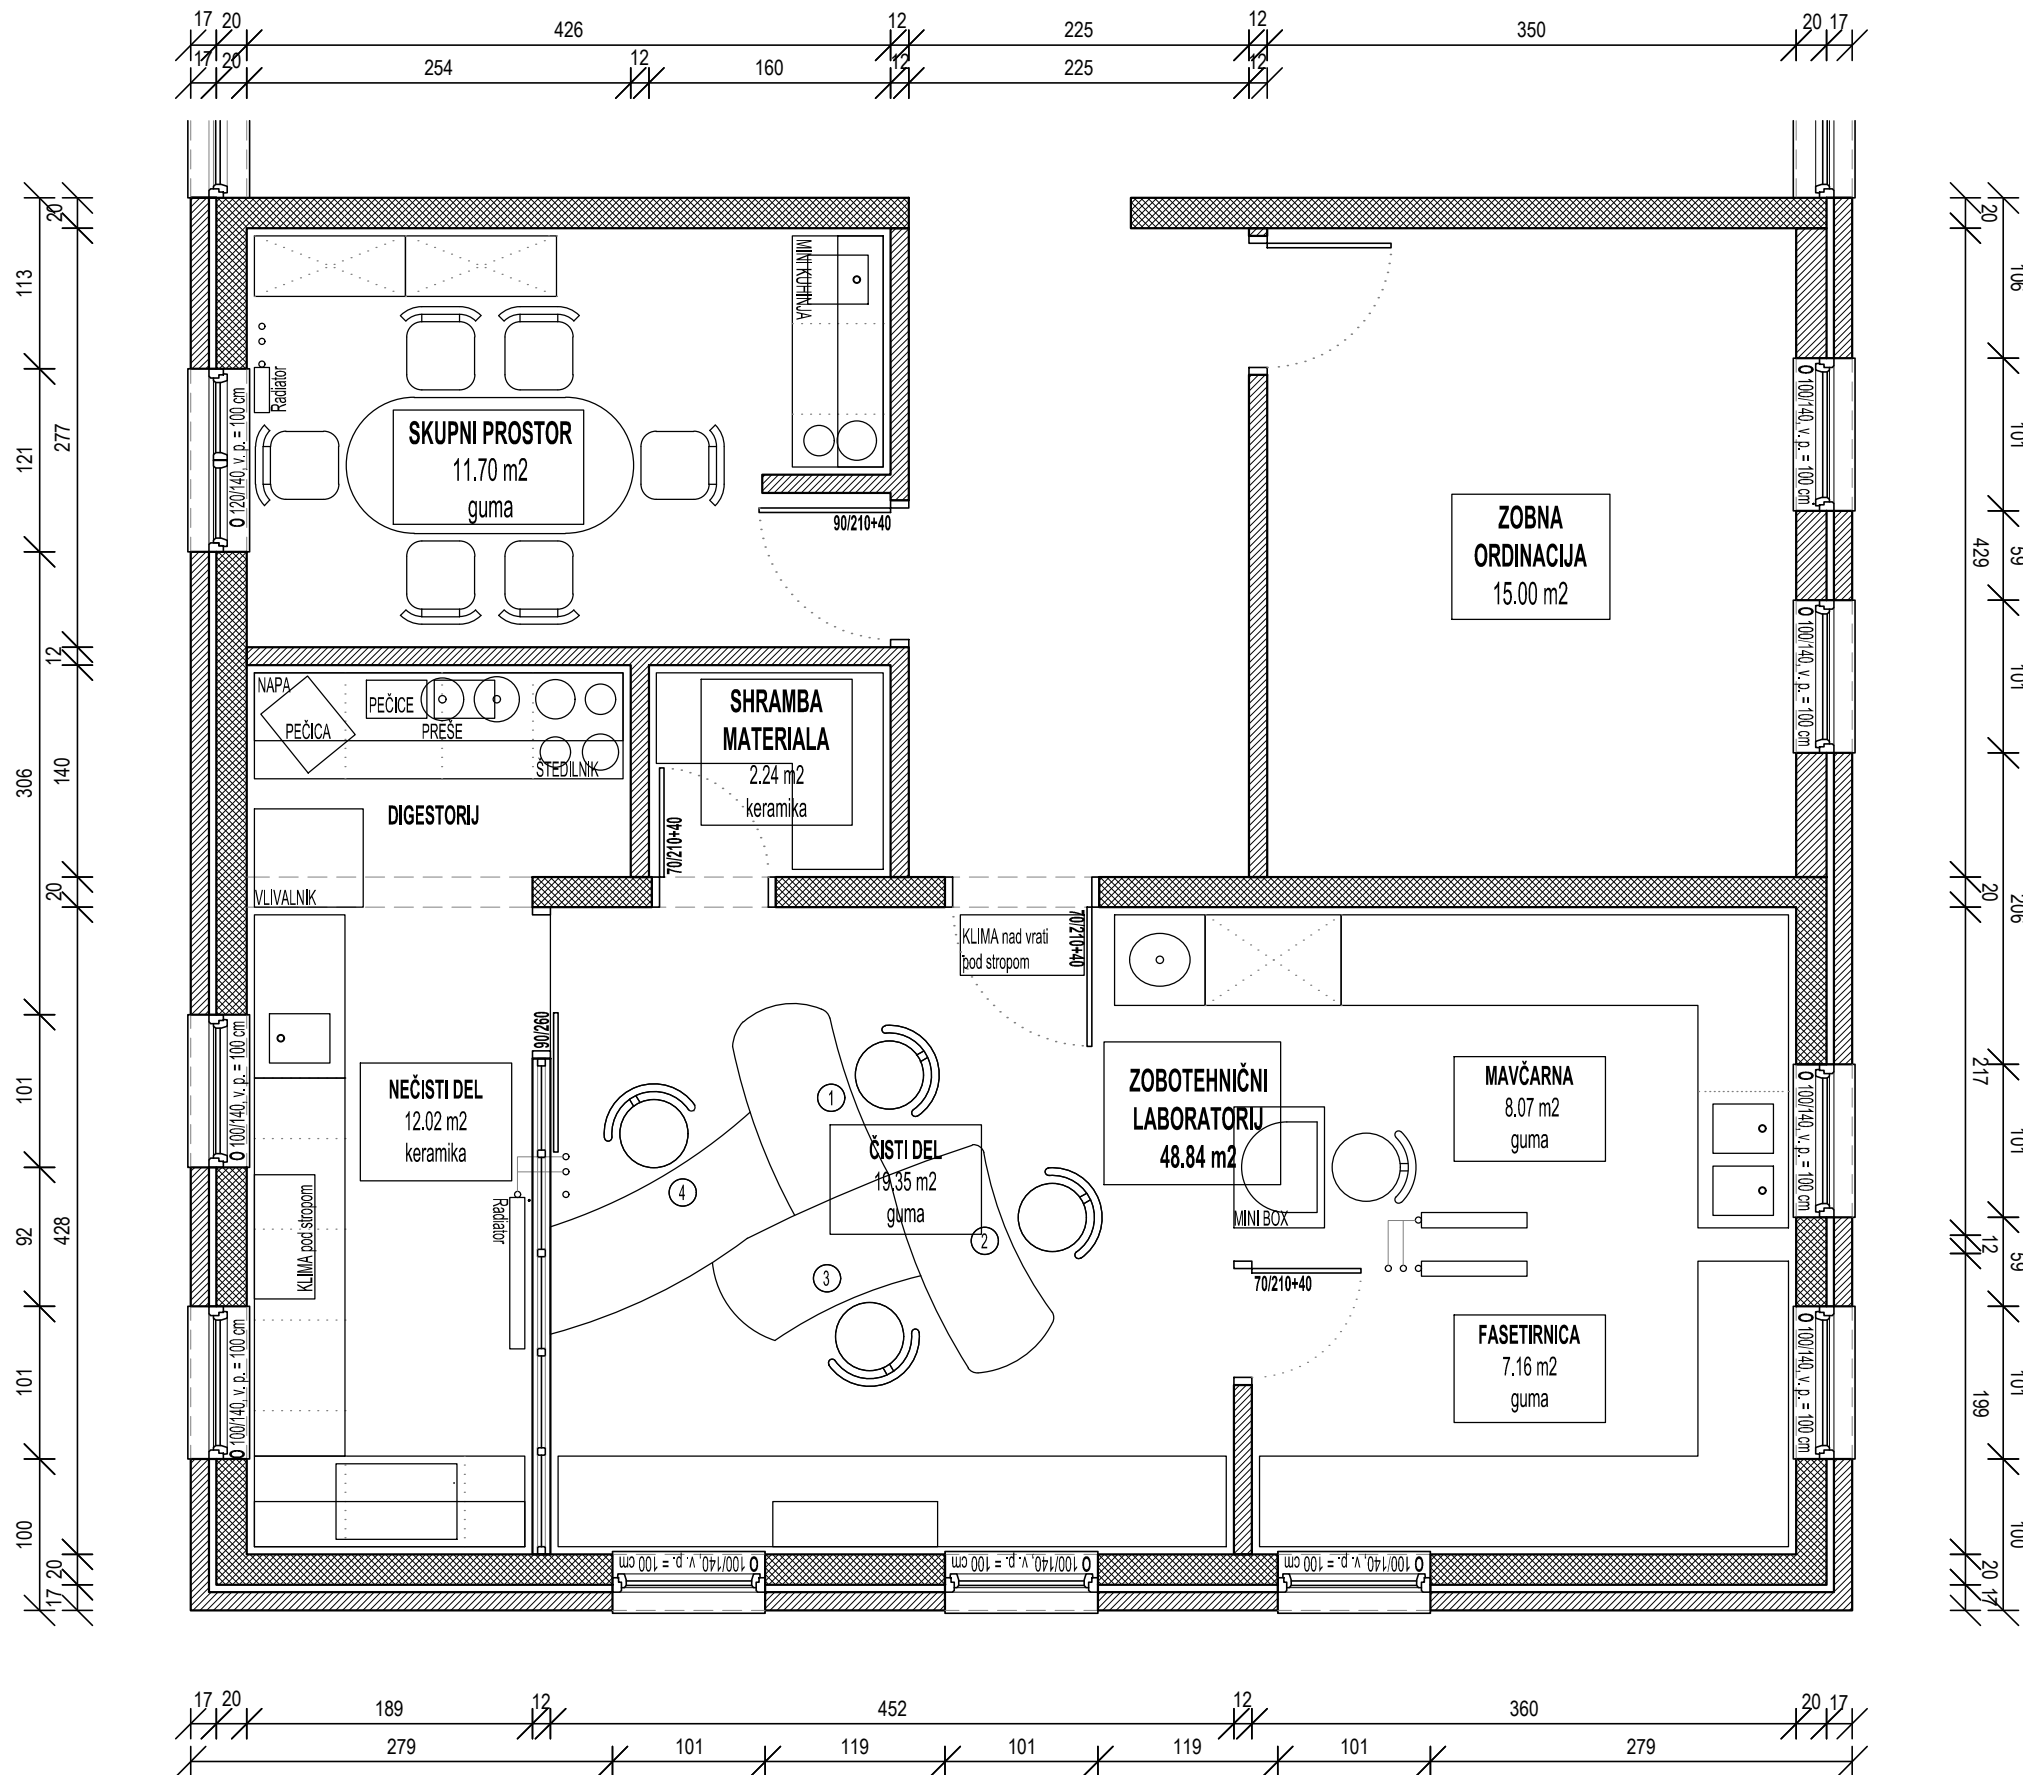 17 20 426 12 225 12 350 20 17
17 20 254 12 160 12 225 12
20
113
121
306
101
92
101
100
20
277
12
140
20
428
20
17
20
106
101
59
101
206
101
59
101
100
17
429
20
217
12
199
20
MINI KUHINJA
Radiator
SKUPNI PROSTOR
11.70 m2
guma
O 120/140, v. p. = 100 cm
90/210+40
ZOBNA
ORDINACIJA
15.00 m2
O 100/140, v. p. = 100 cm
O 100/140, v. p. = 100 cm
NAPA
PEČICA
PEČICE
PREŠE
ŠTEDILNIK
DIGESTORIJ
VLIVALNIK
SHRAMBA
MATERIALA
2.24 m2
keramika
70/210+40
KLIMA nad vrati
pod stropom
70/210+40
90/260
O 100/140, v. p. = 100 cm
NEČISTI DEL
12.02 m2
keramika
KLIMA pod stropom
Radiator
O 100/140, v. p. = 100 cm
1
2
3
4
ČISTI DEL
19.35 m2
guma
ZOBOTEHNIČNI
LABORATORIJ
48.84 m2
MINI BOX
MAVČARNA
8.07 m2
guma
O 100/140, v. p. = 100 cm
70/210+40
FASETIRNICA
7.16 m2
guma
O 100/140, v. p. = 100 cm
O 100/140, v. p. = 100 cm
O 100/140, v. p. = 100 cm
O 100/140, v. p. = 100 cm
17 20 189 12 452 12 360 20 17
279 101 119 101 119 101 279